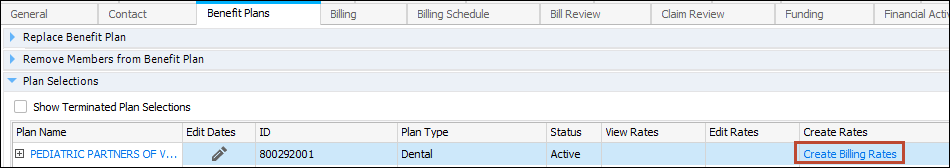 General Contact Benefit Plans Billing Billing Schedule Bill Review Claim Review Funding Financial Acti
Replace Benefit Plan
Remove Members from Benefit Plan
Plan Selections
Show Terminated Plan Selections
Plan Name Edit Dates ID Plan Type Status View Rates Edit Rates Create Rates
PEDIATRIC PARTNERS OF V... 800292001 Dental Active Create Billing Rates